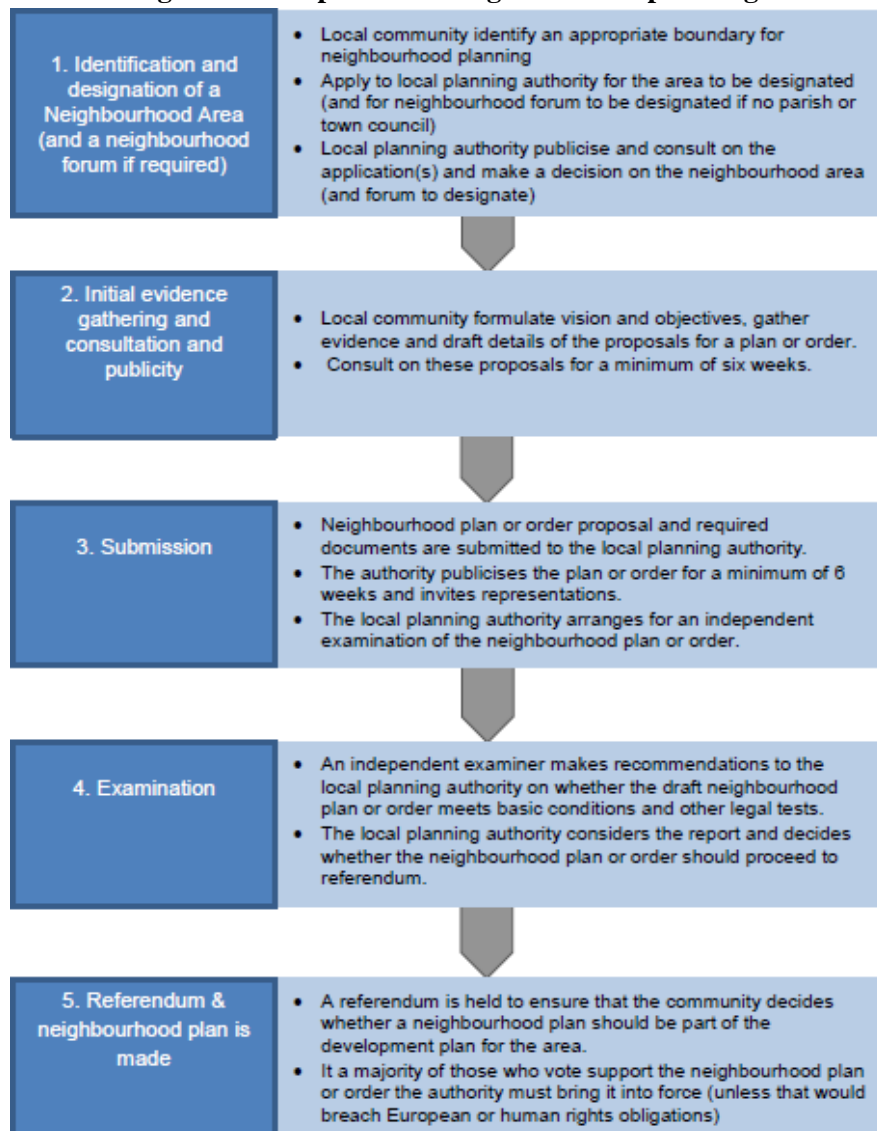 1. Identification and
designation of a
Neighbourhood Area
(and a neighbourhood
forum if required)
• Local community identify an appropriate boundary for
neighbourhood planning
• Apply to local planning authority for the area to be designated
(and for neighbourhood forum to be designated if no parish or
town council)
• Local planning authority publicise and consult on the
application(s) and make a decision on the neighbourhood area
(and forum to designate)
2. Initial evidence
gathering and
consultation and
publicity
• Local community formulate vision and objectives, gather
evidence and draft details of the proposals for a plan or order.
• Consult on these proposals for a minimum of six weeks.
3. Submission
• Neighbourhood plan or order proposal and required
documents are submitted to the local planning authority.
• The authority publicises the plan or order for a minimum of 6
weeks and invites representations.
• The local planning authority arranges for an independent
examination of the neighbourhood plan or order.
4. Examination
• An independent examiner makes recommendations to the
local planning authority on whether the draft neighbourhood
plan or order meets basic conditions and other legal tests.
• The local planning authority considers the report and decides
whether the neighbourhood plan or order should proceed to
referendum.
5. Referendum &
neighbourhood plan is
made
• A referendum is held to ensure that the community decides
whether a neighbourhood plan should be part of the
development plan for the area.
• It a majority of those who vote support the neighbourhood plan
or order the authority must bring it into force (unless that would
breach European or human rights obligations)